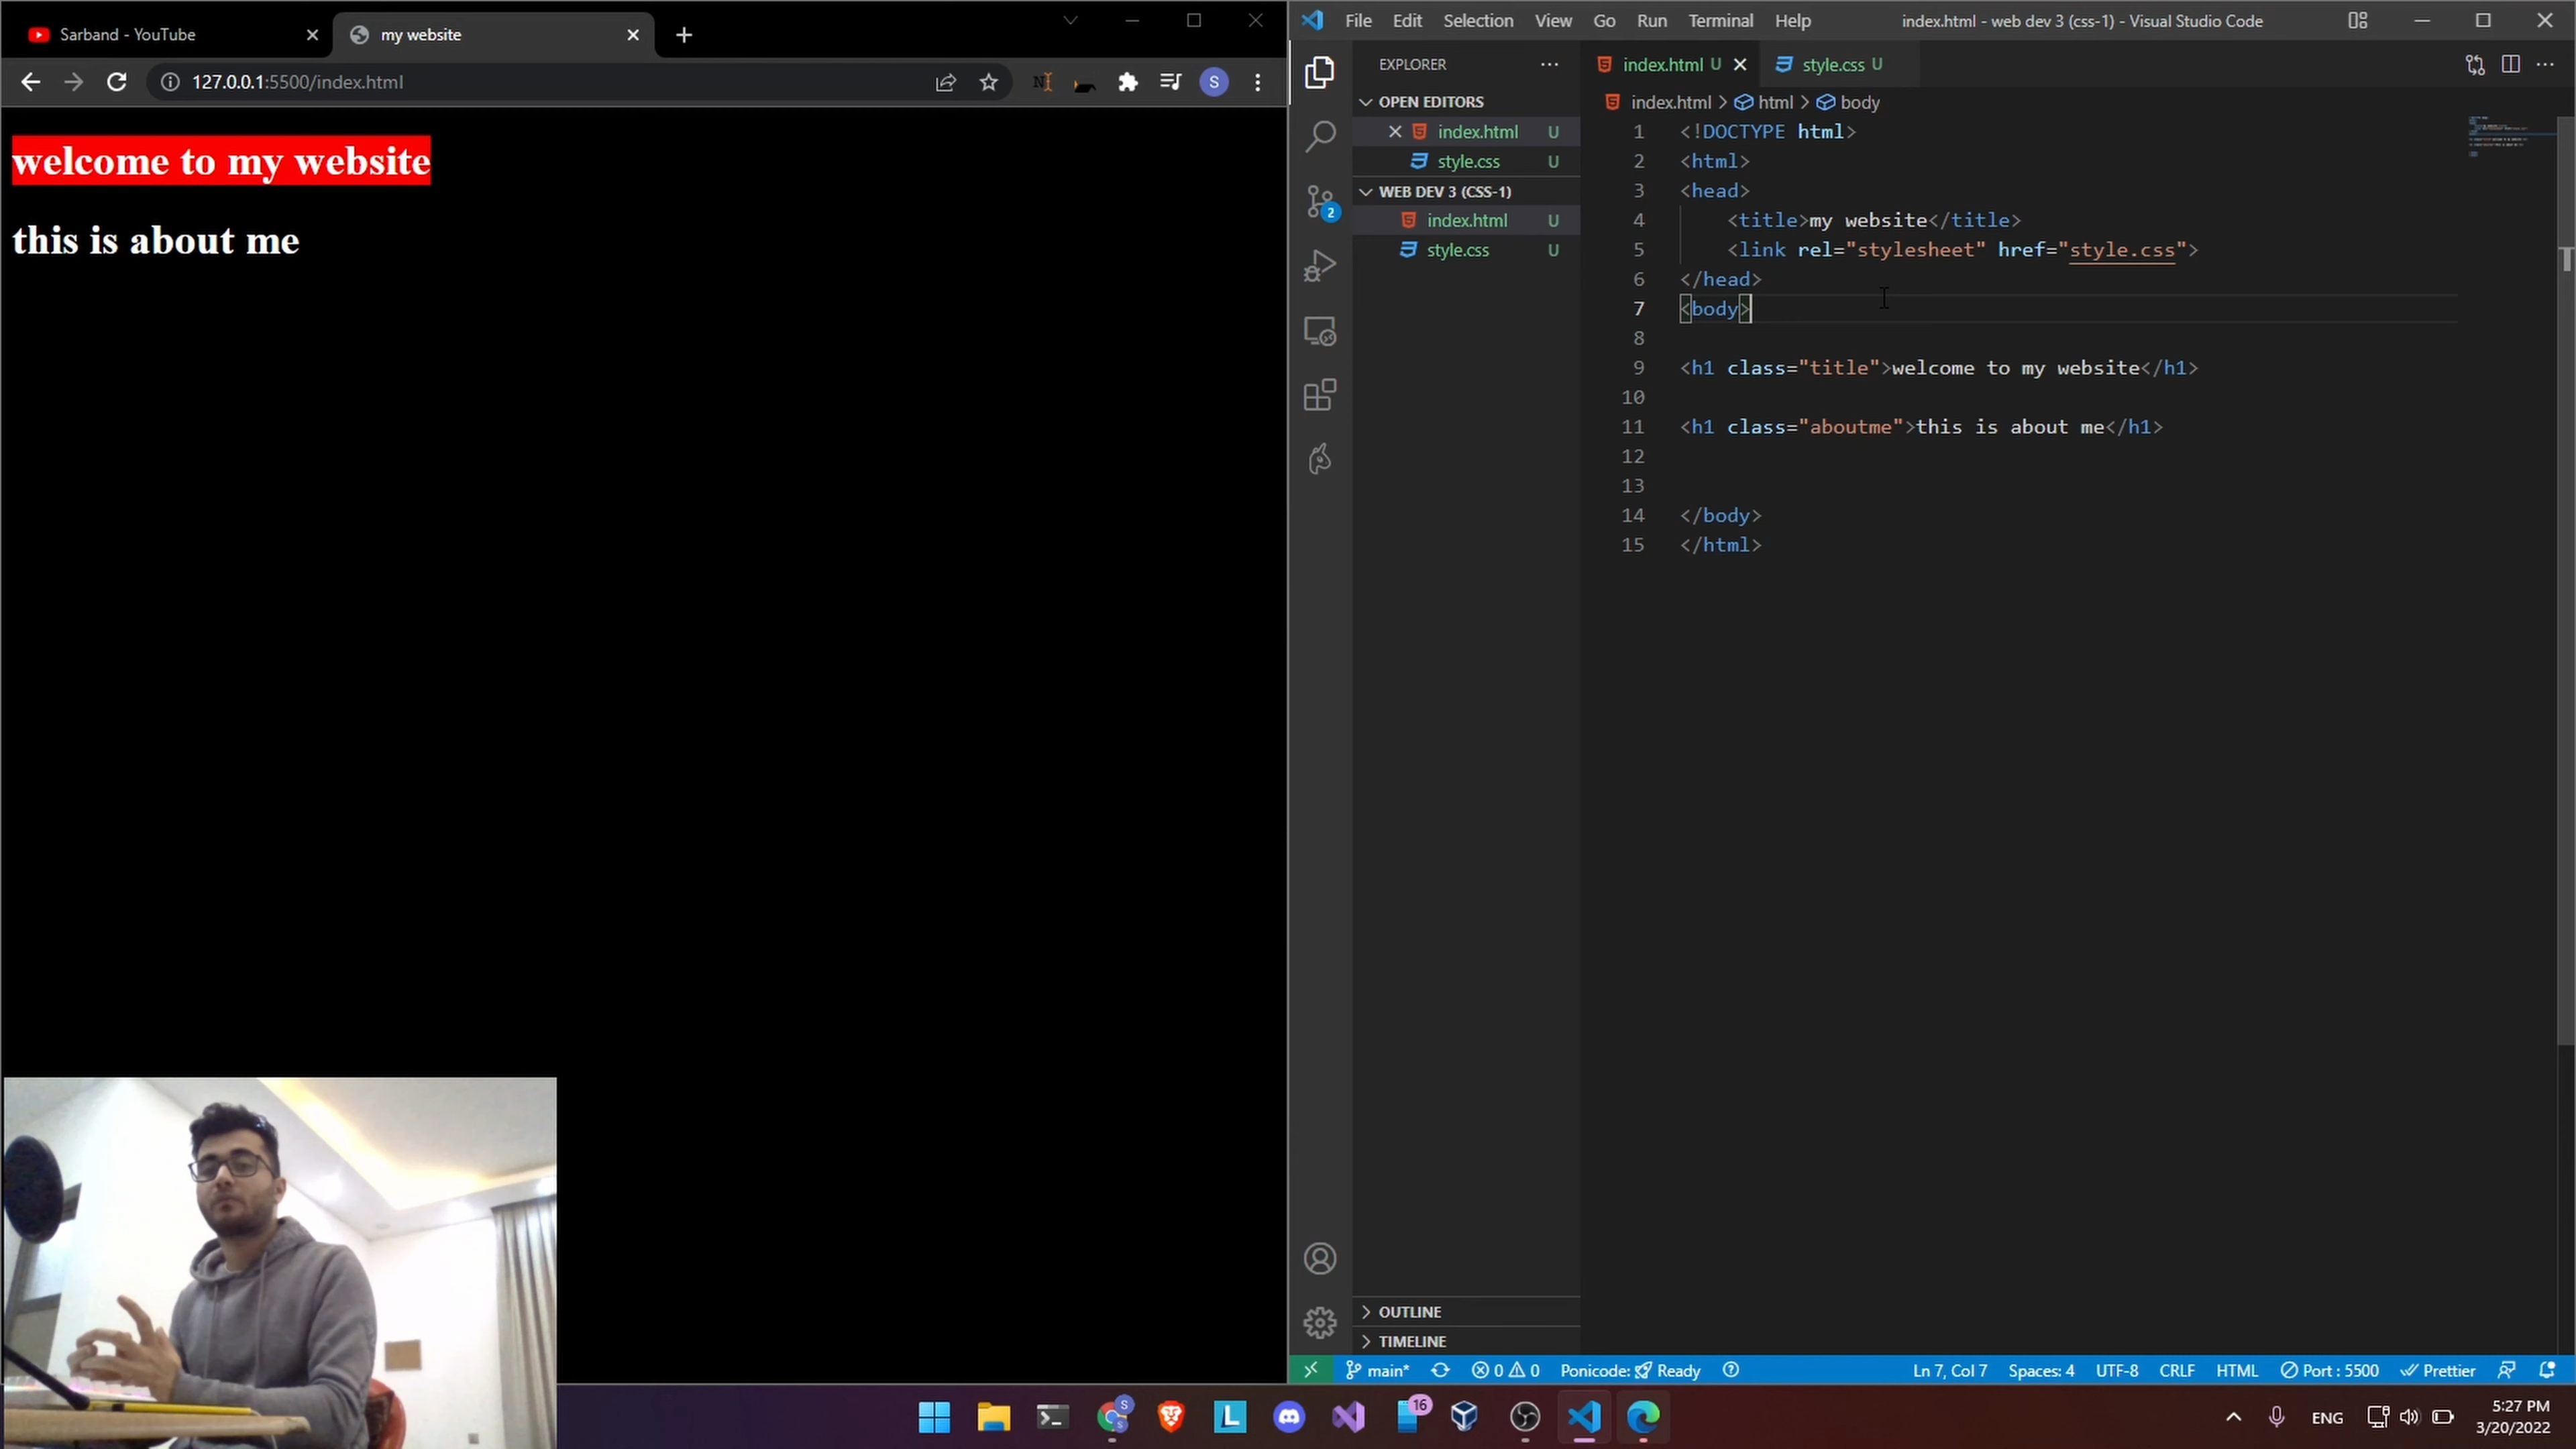 Sarband - YouTube
my website
127.0.0.1:5500/index.html
S
welcome to my website
this is about me
File Edit Selection View Go Run Terminal Help
index.html - web dev 3 (css-1) - Visual Studio Code
EXPLORER
OPEN EDITORS
index.html U
style.css U
WEB DEV 3 (CSS-1)
index.html U
style.css U
2
OUTLINE
TIMELINE
index.html U
style.css U
index.html > html > body
1 <!DOCTYPE html>
2 <html>
3 <head>
4 <title>my website</title>
5 <link rel="stylesheet" href="style.css">
6 </head>
7 <body>
8
9 <h1 class="title">welcome to my website</h1>
10
11 <h1 class="aboutme">this is about me</h1>
12
13
14 </body>
15 </html>
main* 0 0 Ponicode: Ready
Ln 7, Col 7 Spaces: 4 UTF-8 CRLF HTML Port : 5500 Prettier
S
L
16
ENG
5:27 PM
3/20/2022